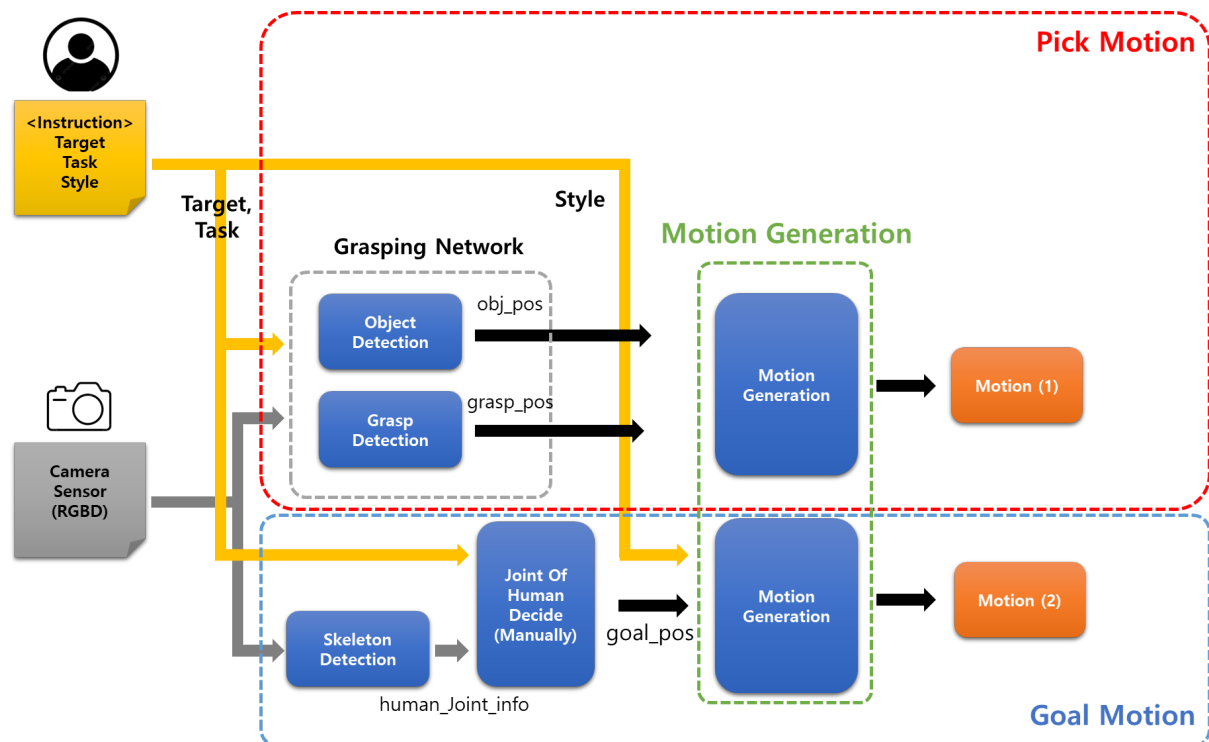 Pick Motion
<Instruction>
Target
Task
Style
Target,
Task
Style
Grasping Network
Motion Generation
Object
Detection
obj_pos
Grasp
Detection
grasp_pos
Motion
Generation
Motion (1)
Camera
Sensor
(RGBD)
Joint Of
Human
Decide
(Manually)
Skeleton
Detection
human_Joint_info
goal_pos
Motion
Generation
Motion (2)
Goal Motion